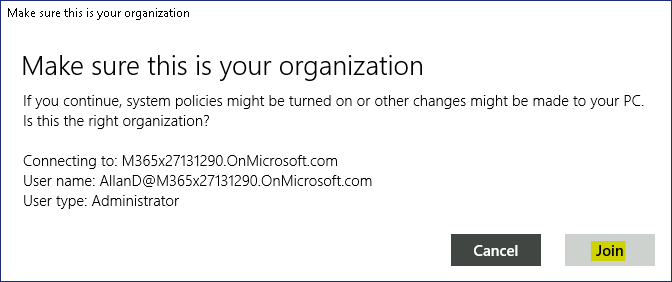 Make sure this is your organization
Make sure this is your organization
If you continue, system policies might be turned on or other changes might be made to your PC.
Is this the right organization?
Connecting to: M365x27131290.OnMicrosoft.com
User name: AllanD@M365x27131290.OnMicrosoft.com
User type: Administrator
Cancel
Join